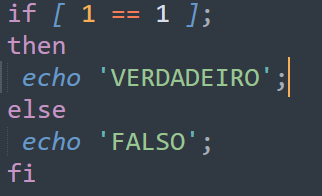 if [ 1 == 1 ];
then
echo 'VERDADEIRO';
else
echo 'FALSO';
fi